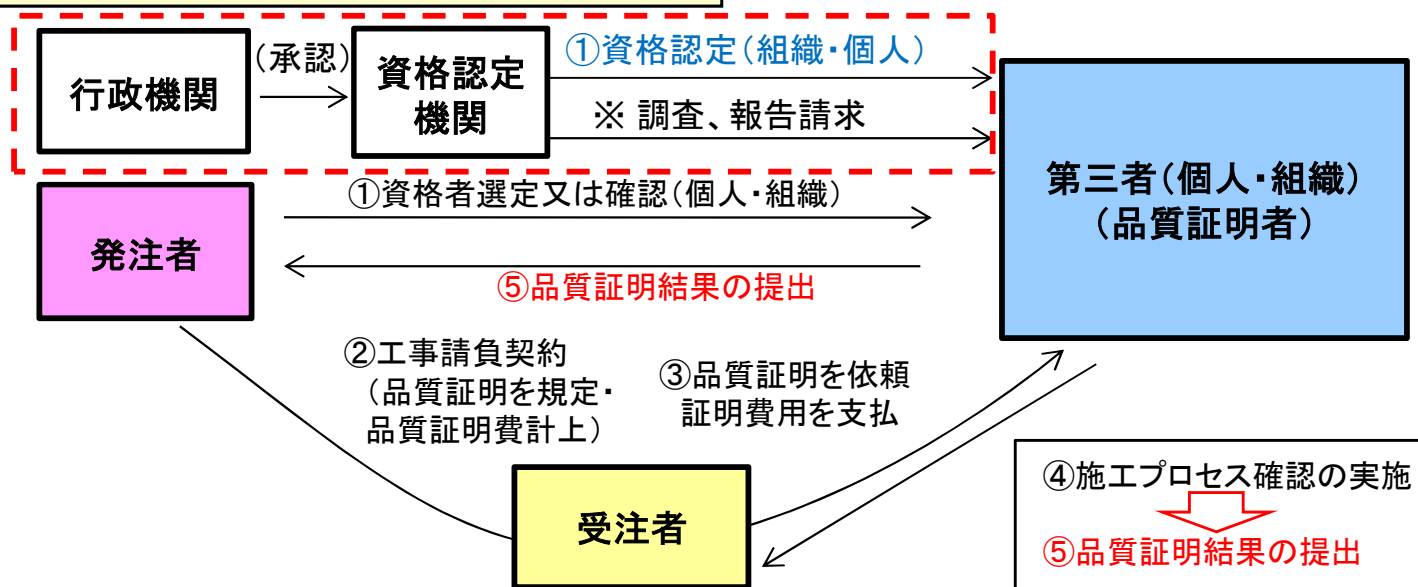 行政機関
(承認)
資格認定
機関
①資格認定(組織・個人)
※ 調査、報告請求
第三者(個人・組織)
(品質証明者)
発注者
①資格者選定又は確認(個人・組織)
⑤品質証明結果の提出
②工事請負契約
(品質証明を規定・
品質証明費計上)
③品質証明を依頼
証明費用を支払
受注者
④施工プロセス確認の実施
⑤品質証明結果の提出